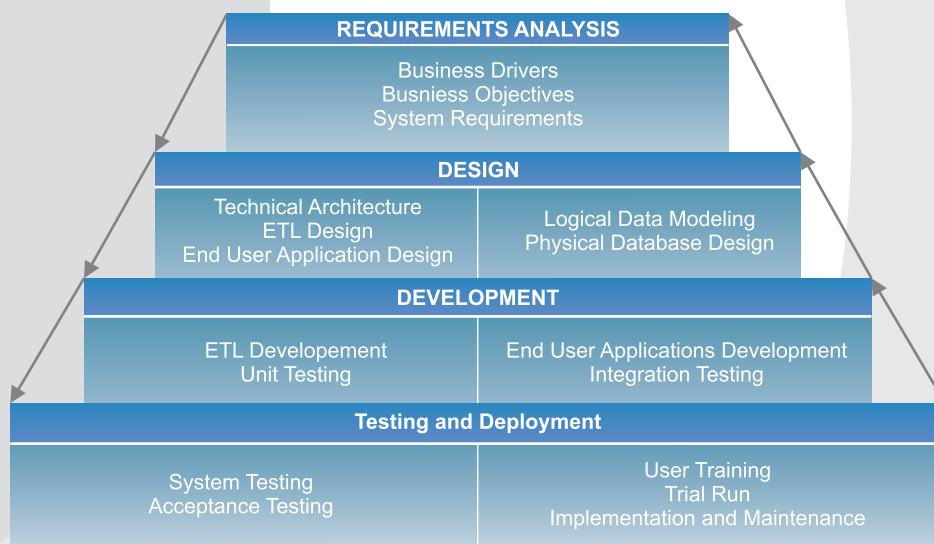 REQUIREMENTS ANALYSIS
Business Drivers
Busniess Objectives
System Requirements
DESIGN
Technical Architecture
ETL Design
End User Application Design
Logical Data Modeling
Physical Database Design
DEVELOPMENT
ETL Developement
Unit Testing
End User Applications Development
Integration Testing
Testing and Deployment
System Testing
Acceptance Testing
User Training
Trial Run
Implementation and Maintenance